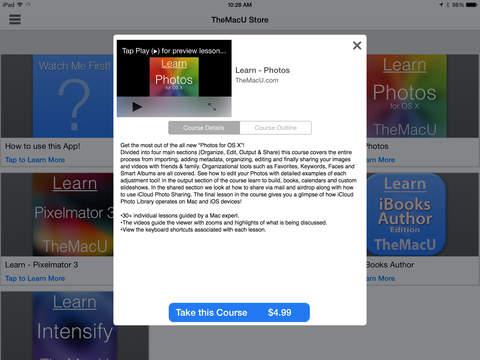 iPad
10:28 AM
86%
TheMacU Store
Watch Me First!
?
How to use this App!
Tap to Learn More
Learn
Pixelmator 3
TheMacU
Learn - Pixelmator 3
Tap to Learn More
Learn
Intensify
TheMacU
Tap Play (▸) for preview lesson...
Learn
Photos
for OS X
Learn - Photos
TheMacU.com
Course Details
Course Outline
Get the most out of the all new "Photos for OS X"!
Divided into four main sections (Organize, Edit, Output & Share) this course covers the entire
process from importing, adding metadata, organizing, editing and finally sharing your images
and videos with friends & family. Organizational tools such as Favorites, Keywords, Faces and
Smart Albums are all covered. See how to edit your Photos with detailed examples of each
adjustment tool! In the output section of the course learn to build, books, calendars and custom
slideshows. In the shared section we look at how to share via mail and airdrop along with how
to use iCloud Photo Sharing. The final lesson in the course gives you a glimpse of how iCloud
Photo Library operates on Mac and iOS devices!
•30+ individual lessons guided by a Mac expert.
•The videos guide the viewer with zooms and highlights of what is being discussed.
•View the keyboard shortcuts associated with each lesson.
Take this Course $4.99
Learn
Photos
for OS X
TheMacU
Photos
Tap to Learn More
Learn
iBooks
Author
Edition
TheMacU
iBooks Author
Tap to Learn More